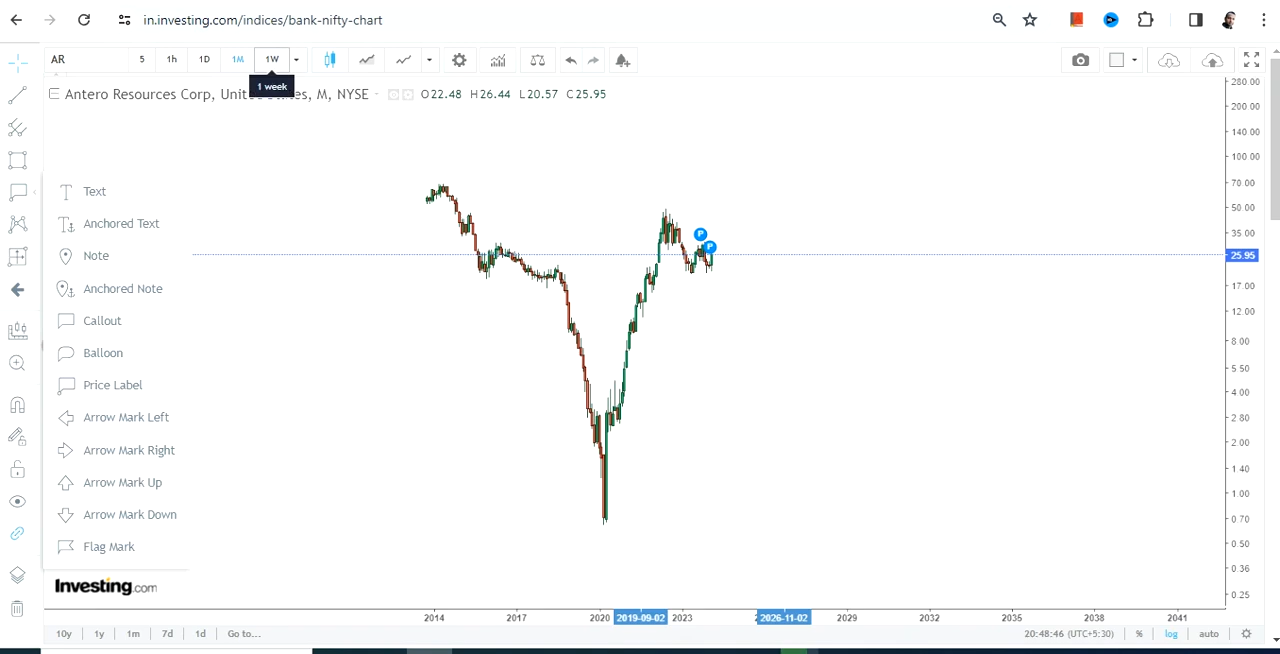 in.investing.com/indices/bank-nifty-chart
AR 5 1h 1D 1M 1W
1 week
Antero Resources Corp, Unit es, M, NYSE O22.48 H26.44 L20.57 C25.95
280.00
200.00
140.00
100.00
70.00
50.00
35.00
25.95
17.00
12.00
8.00
5.50
4.00
2.80
2.00
1.40
1.00
0.70
0.50
0.36
0.25
P
P
Text
Anchored Text
Note
Anchored Note
Callout
Balloon
Price Label
Arrow Mark Left
Arrow Mark Right
Arrow Mark Up
Arrow Mark Down
Flag Mark
Investing.com
2014 2017 2020 2019-09-02 2023 2026-11-02 2029 2032 2035 2038 2041
10y 1y 1m 7d 1d Go to... 20:48:46 (UTC+5:30) % log auto